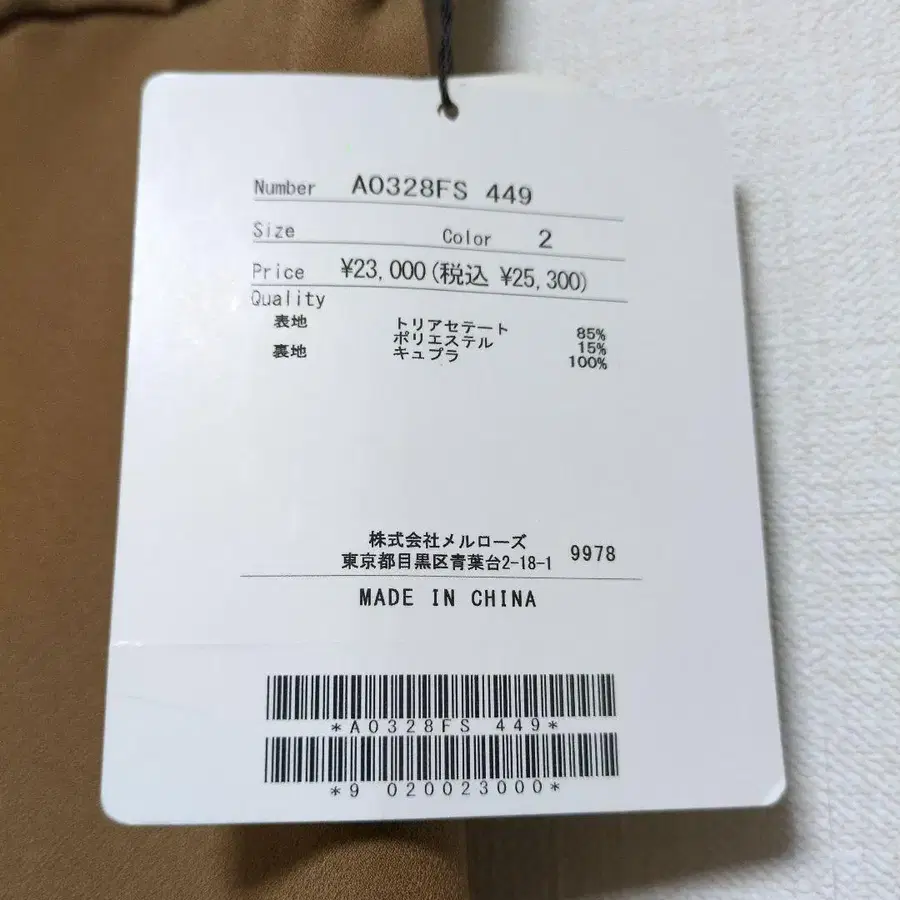 Number A0328FS 449
Size Color 2
Price ¥23,000(税込 ¥25,300)
Quality
表地 トリアセテート 85%
ポリエステル 15%
裏地 キュプラ 100%
株式会社メルローズ
東京都目黒区青葉台2-18-1 9978
MADE IN CHINA
*A0328FS 449*
*9 020023000*